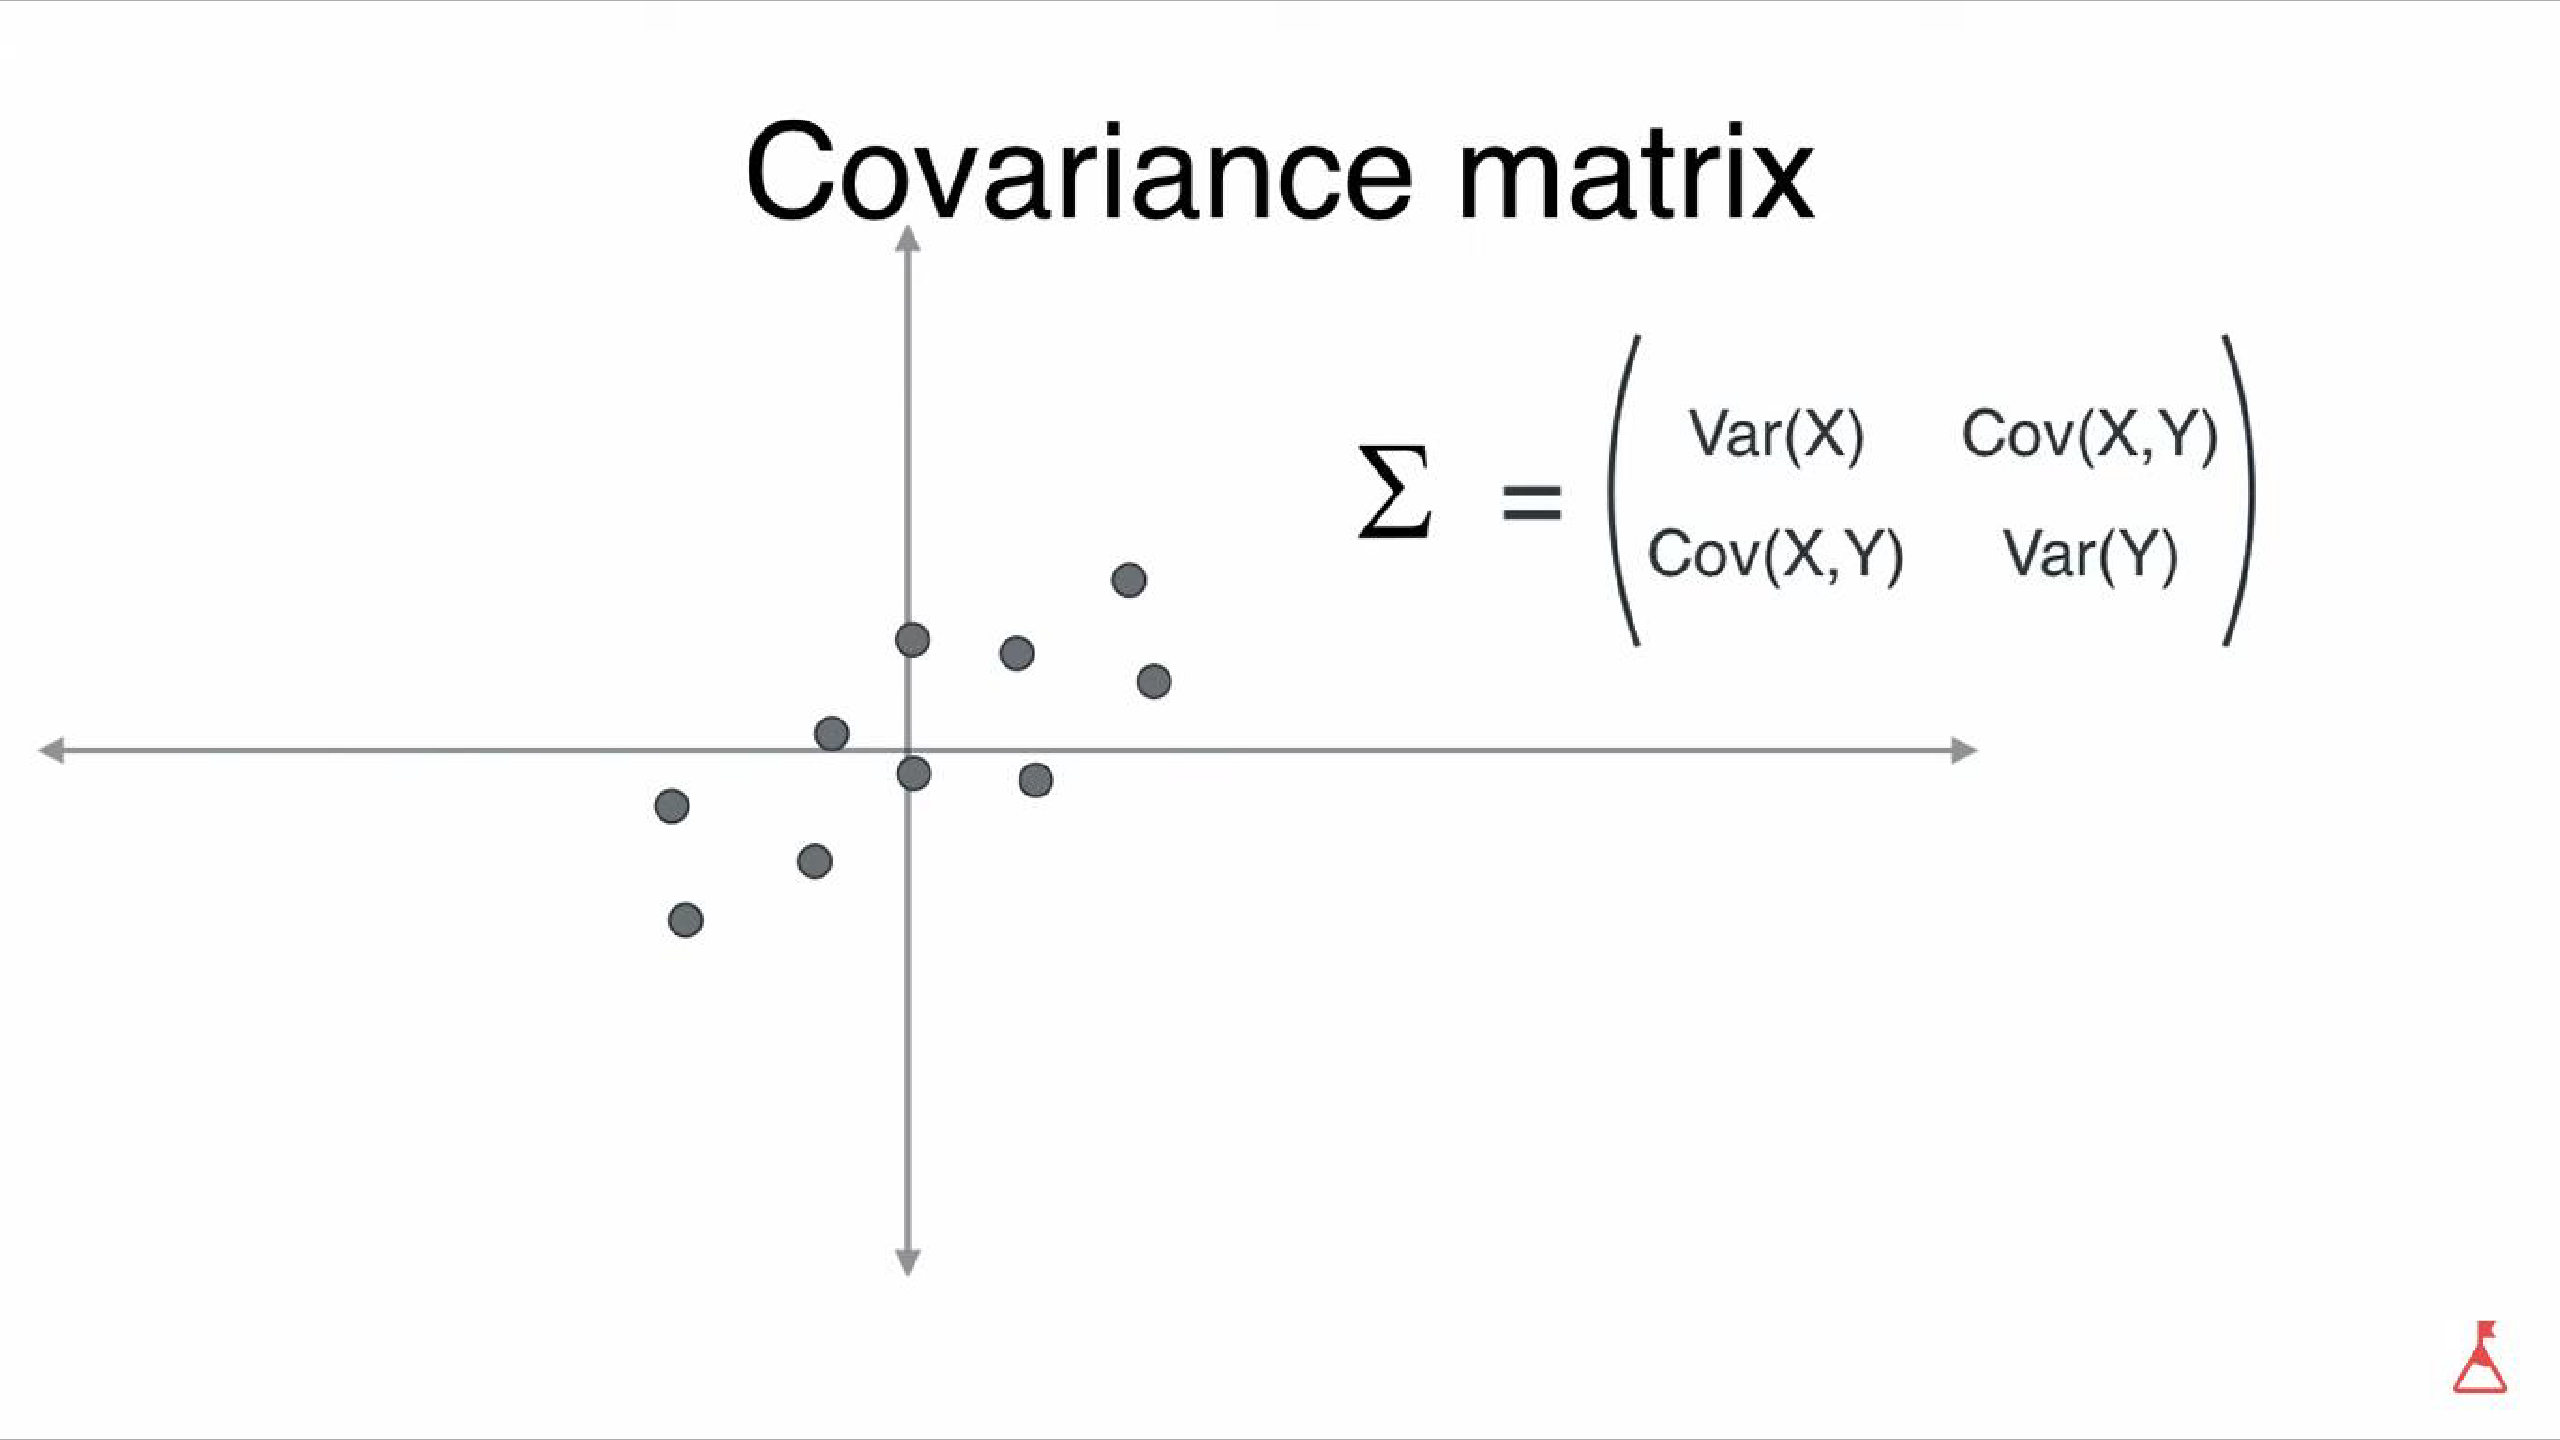 Covariance matrix
Σ = ( Var(X) Cov(X,Y)
Cov(X,Y) Var(Y) )